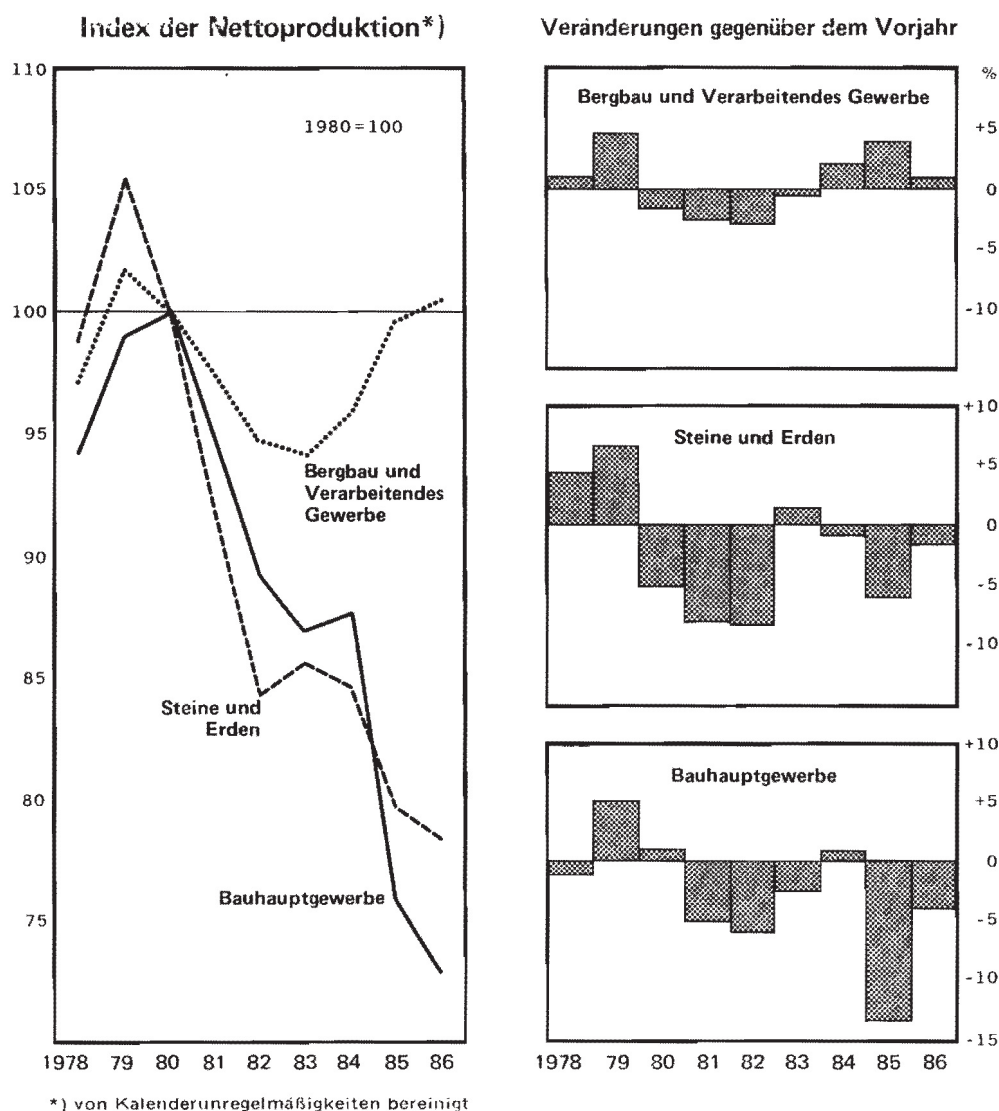 Index der Nettoproduktion*)
110
105
100
95
90
85
80
75
1980=100
Bergbau und
Verarbeitendes
Gewerbe
Steine und
Erden
Bauhauptgewerbe
1978 79 80 81 82 83 84 85 86
*) von Kalenderunregelmäßigkeiten bereinigt
Veränderungen gegenüber dem Vorjahr
%
Bergbau und Verarbeitendes Gewerbe
+5
0
-5
-10
+10
Steine und Erden
+5
0
-5
-10
+10
Bauhauptgewerbe
+5
0
-5
-10
-15
1978 79 80 81 82 83 84 85 86